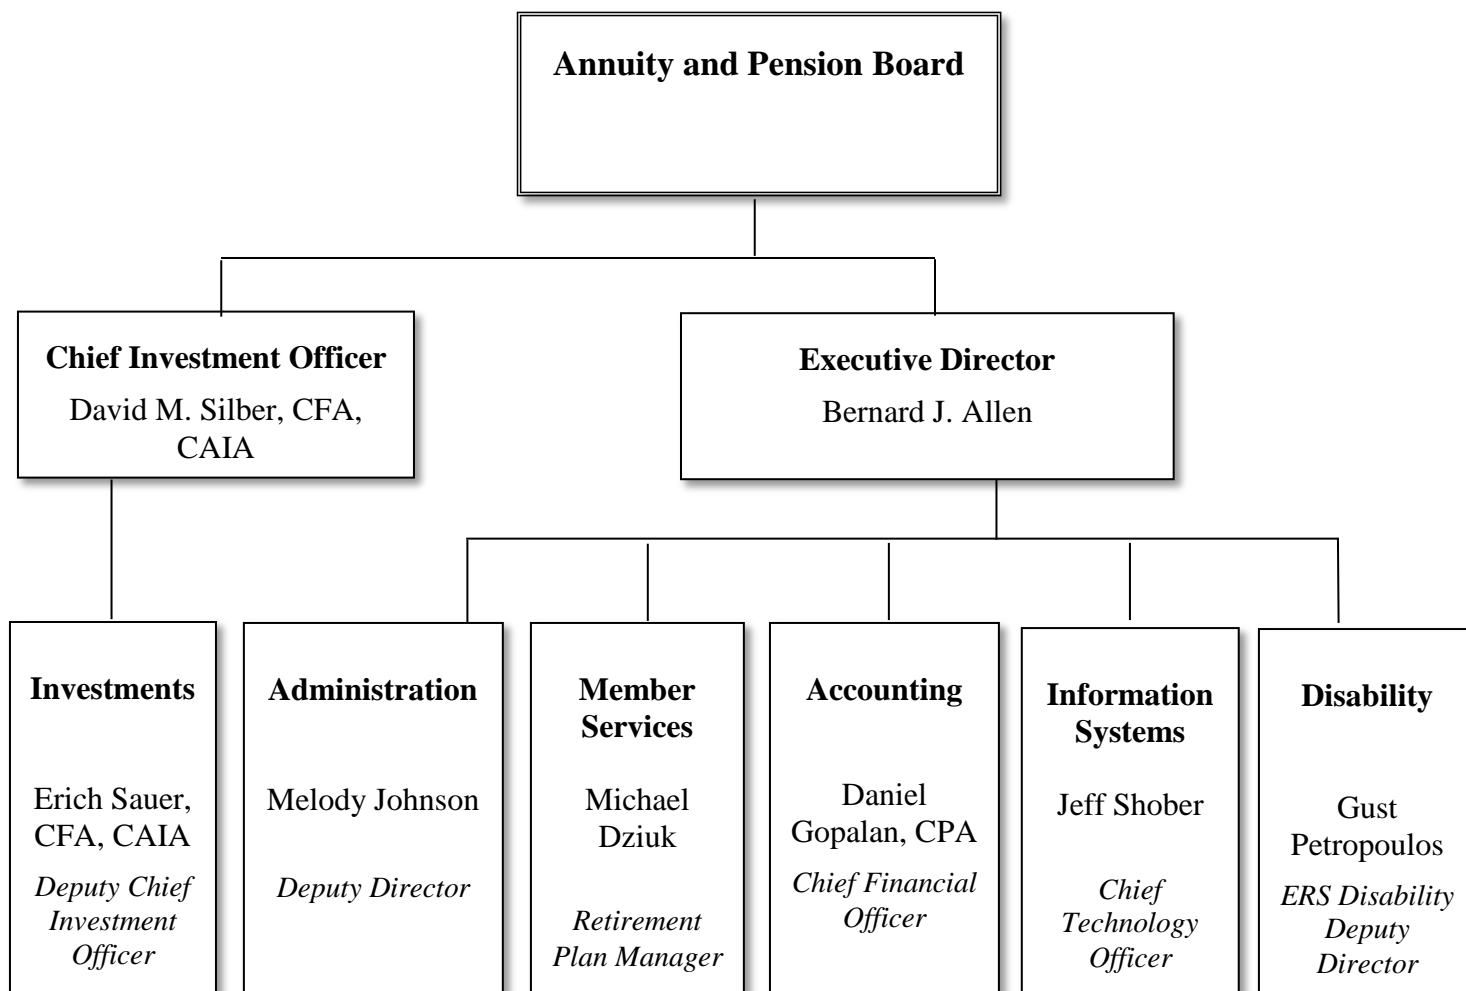 Annuity and Pension Board
Chief Investment Officer
David M. Silber, CFA,
CAIA
Executive Director
Bernard J. Allen
Investments
Erich Sauer,
CFA, CAIA
Deputy Chief
Investment
Officer
Administration
Melody Johnson
Deputy Director
Member
Services
Michael
Dziuk
Retirement
Plan Manager
Accounting
Daniel
Gopalan, CPA
Chief Financial
Officer
Information
Systems
Jeff Shober
Chief
Technology
Officer
Disability
Gust
Petropoulos
ERS Disability
Deputy
Director